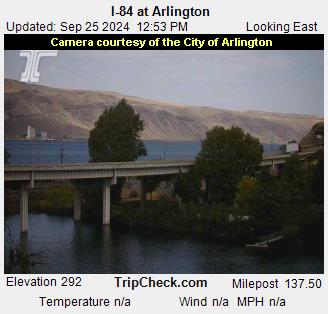 I-84 at Arlington
Updated: Sep 25 2024 12:53 PM Looking East
Camera courtesy of the City of Arlington
Elevation 292 TripCheck.com Milepost 137.50
Temperature n/a Wind n/a MPH n/a